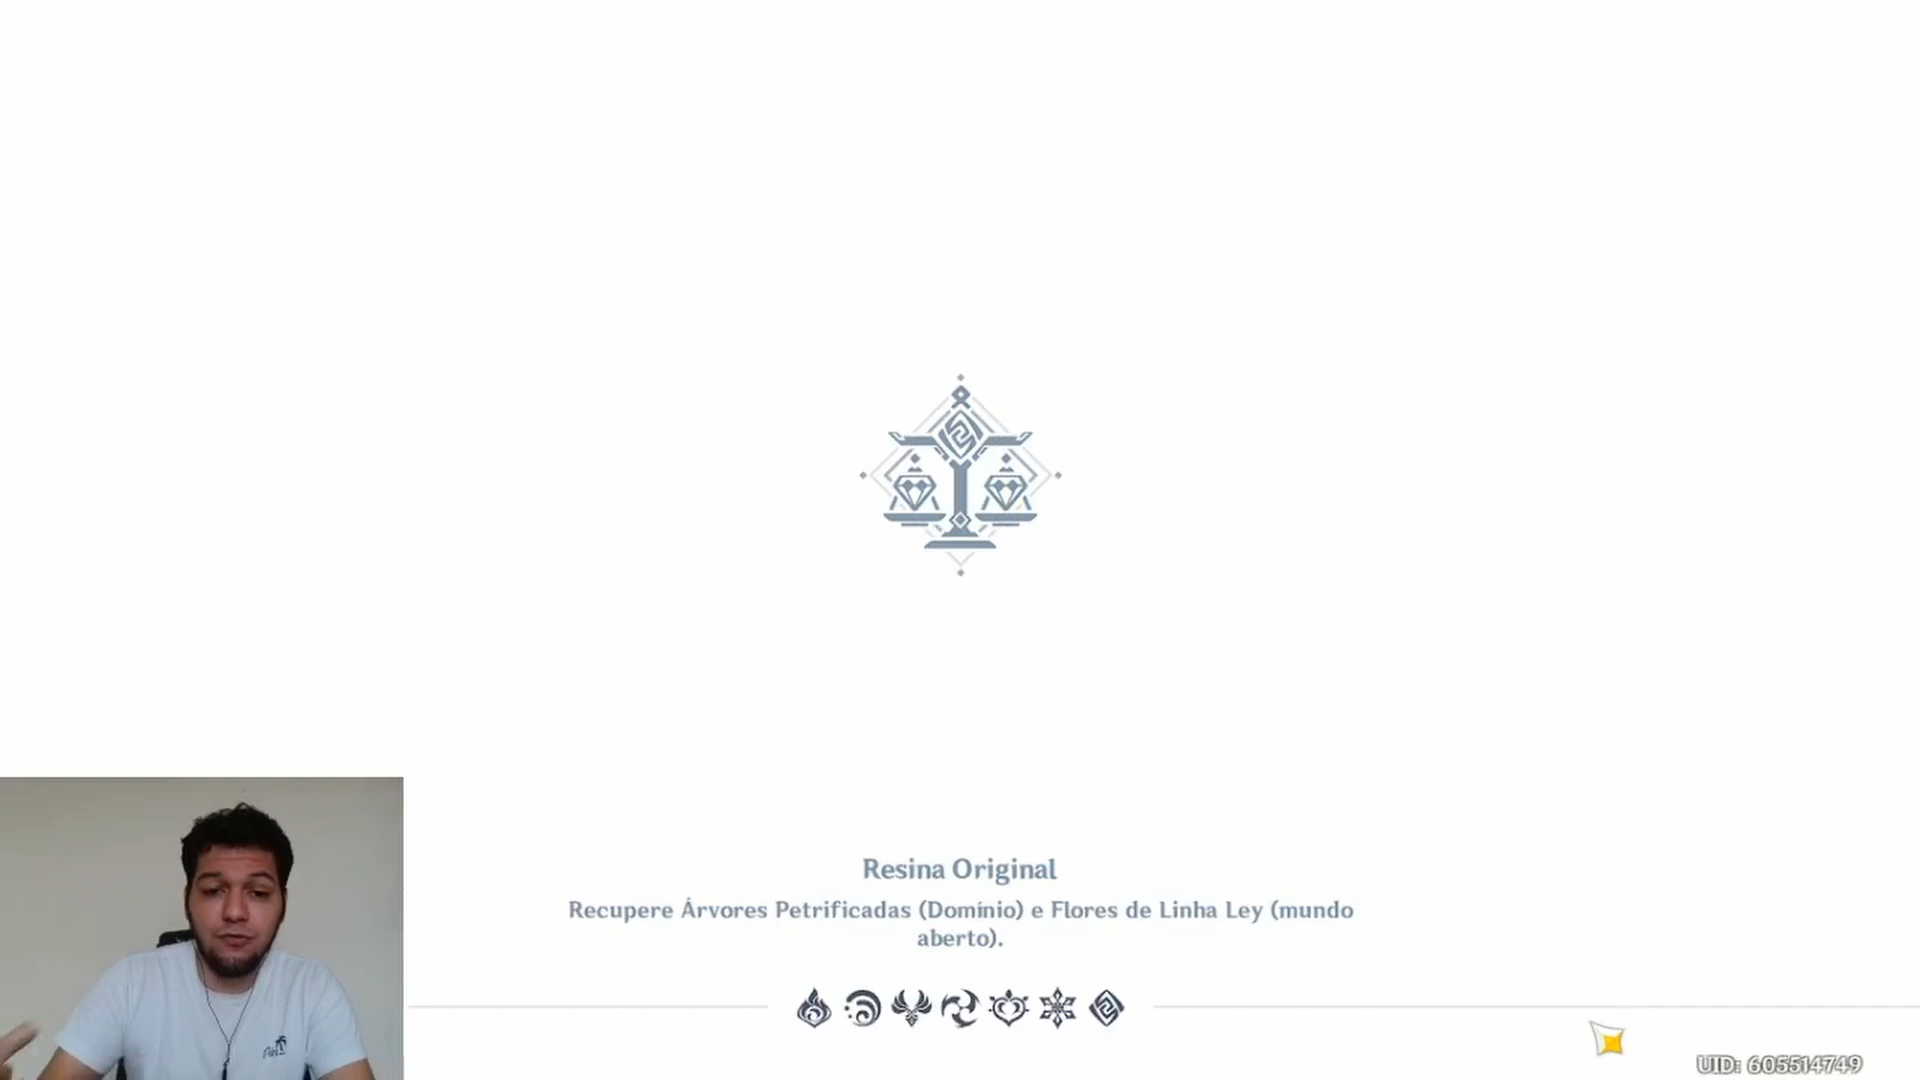 Resina Original
Recupere Árvores Petrificadas (Domínio) e Flores de Linha Ley (mundo
aberto).
UID: 605514749